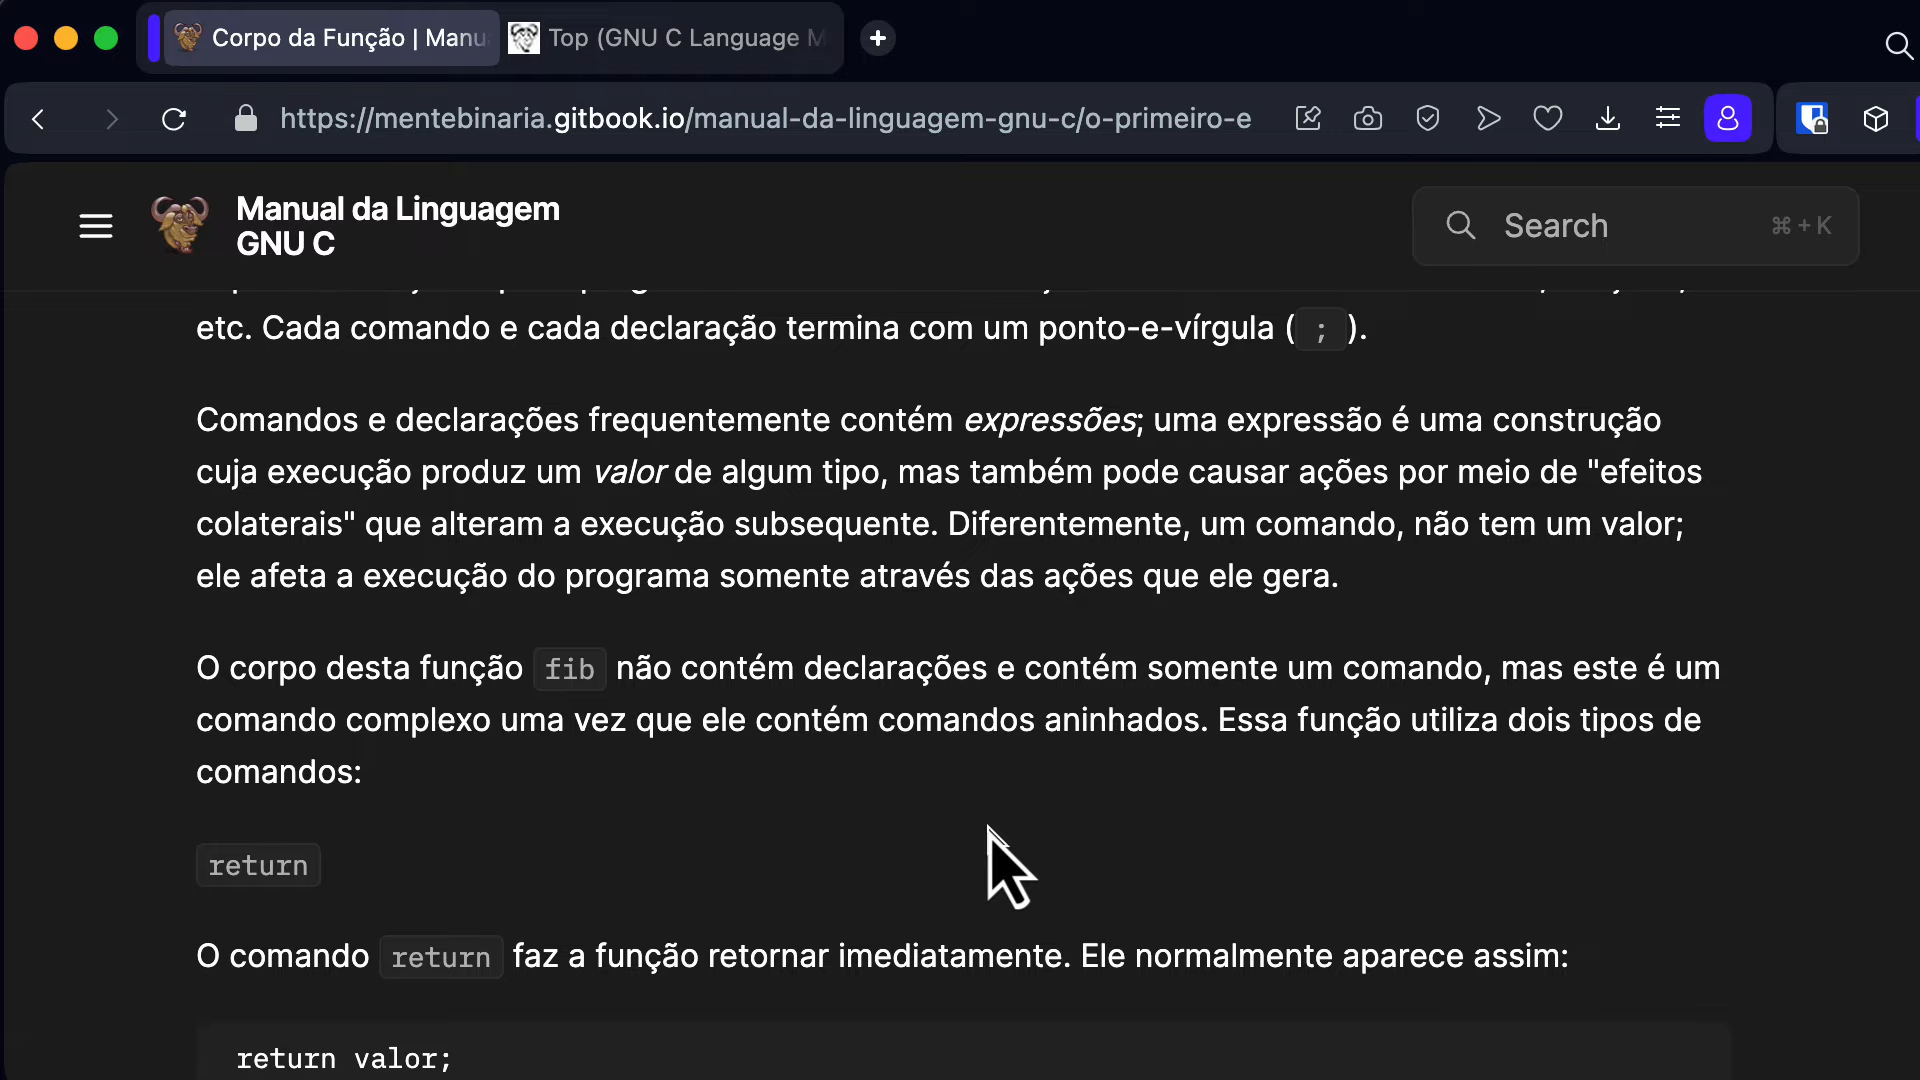 Corpo da Função | Manu
Top (GNU C Language M
https://mentebinaria.gitbook.io/manual-da-linguagem-gnu-c/o-primeiro-e
Manual da Linguagem
GNU C
Search
⌘ + K
etc. Cada comando e cada declaração termina com um ponto-e-vírgula ( ; ).
Comandos e declarações frequentemente contém expressões; uma expressão é uma construção
cuja execução produz um valor de algum tipo, mas também pode causar ações por meio de "efeitos
colaterais" que alteram a execução subsequente. Diferentemente, um comando, não tem um valor;
ele afeta a execução do programa somente através das ações que ele gera.
O corpo desta função fib não contém declarações e contém somente um comando, mas este é um
comando complexo uma vez que ele contém comandos aninhados. Essa função utiliza dois tipos de
comandos:
return
O comando return faz a função retornar imediatamente. Ele normalmente aparece assim:
return valor;